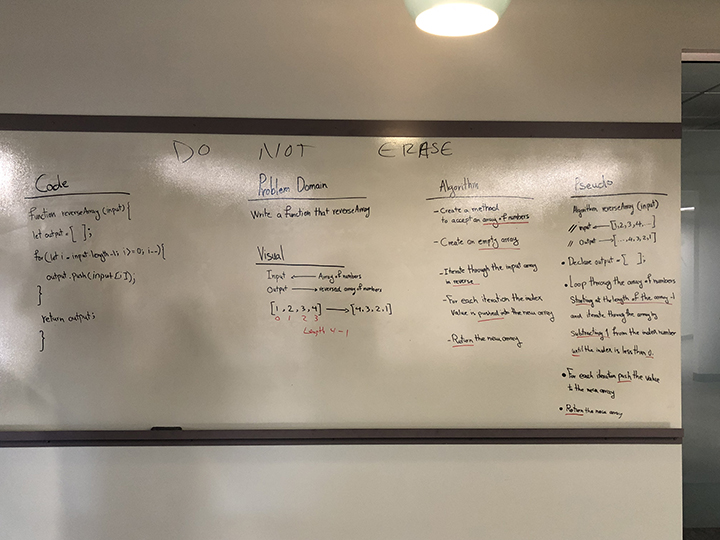 DO NOT ERASE
Code
function reverseArray (input) {
let output = [ ];
for (let i = input.length-1; i>=0; i--){
output.push(input[i]);
}
return output;
}
Problem Domain
Write a function that reverseArray
Visual
Input ← Array of numbers
Output → reversed array of numbers
[1, 2, 3, 4] → [4, 3, 2, 1]
0 1 2 3
Length 4-1
Algorithm
- Create a method
to accept an array of numbers
- Create an empty array
- Iterate through the input array
in reverse
- For each iteration the index
Value is pushed into the new array
- Return the new array
Pseudo
Algorithm reverseArray (input)
// input ← [1,2,3,4,...]
// Output → [...,4,3,2,1]
• Declare output = [ ];
• Loop through the array of numbers
Starting at the length of the array -1
and iterate throug the array by
subtracting 1 from the index number
until the index is less than 0.
• For each iteration push the value
to the new array
• Return the new array